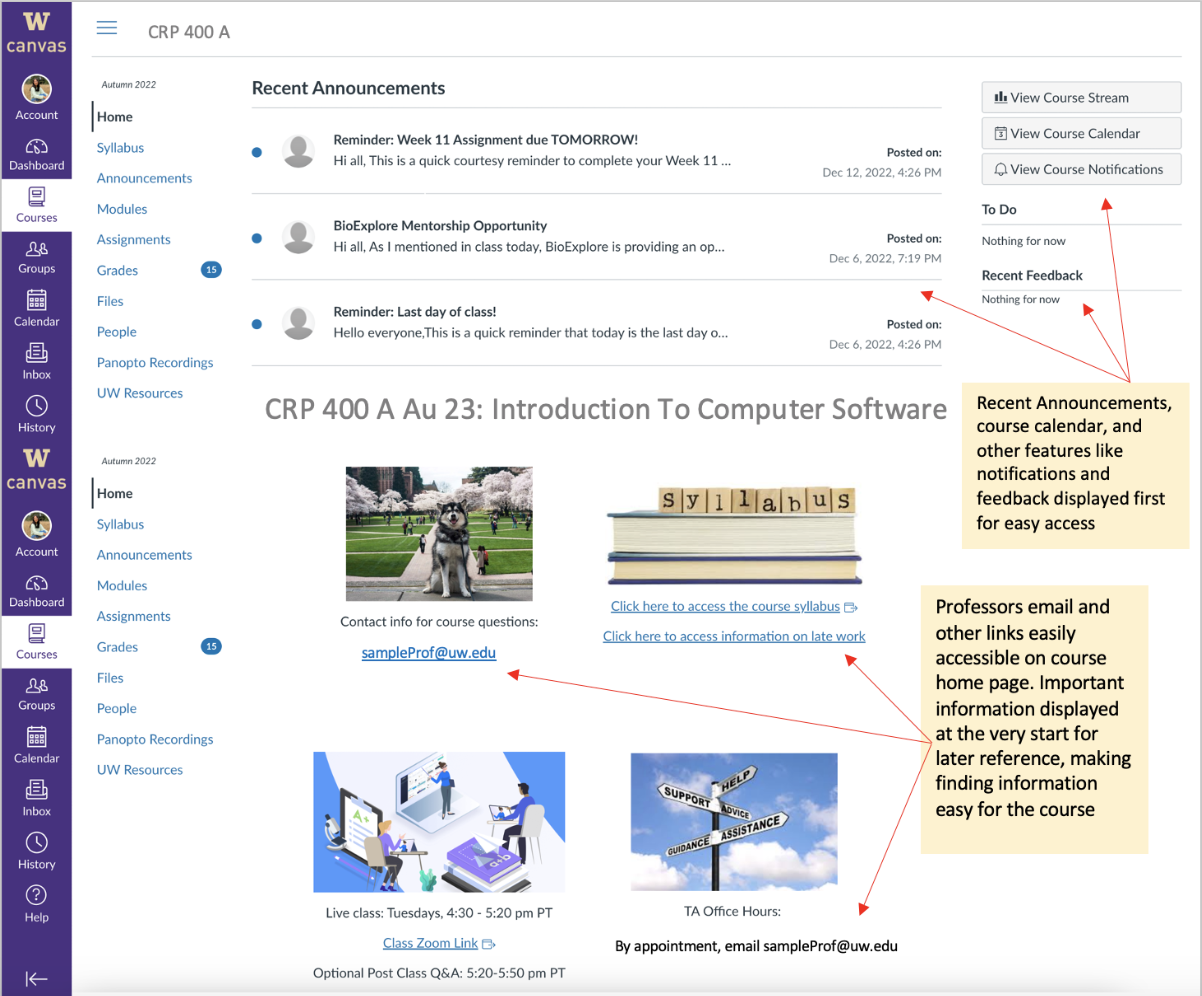 W
canvas
Account
Dashboard
Courses
Groups
Calendar
Inbox
History
W
canvas
Account
Dashboard
Courses
Groups
Calendar
Inbox
History
Help
CRP 400 A
Autumn 2022
Home
Syllabus
Announcements
Modules
Assignments
Grades 15
Files
People
Panopto Recordings
UW Resources
Autumn 2022
Home
Syllabus
Announcements
Modules
Assignments
Grades 15
Files
People
Panopto Recordings
UW Resources
Recent Announcements
Reminder: Week 11 Assignment due TOMORROW!
Hi all, This is a quick courtesy reminder to complete your Week 11 ...
Posted on:
Dec 12, 2022, 4:26 PM
BioExplore Mentorship Opportunity
Hi all, As I mentioned in class today, BioExplore is providing an op...
Posted on:
Dec 6, 2022, 7:19 PM
Reminder: Last day of class!
Hello everyone,This is a quick reminder that today is the last day o...
Posted on:
Dec 6, 2022, 4:26 PM
View Course Stream
3 View Course Calendar
View Course Notifications
To Do
Nothing for now
Recent Feedback
Nothing for now
Recent Announcements,
course calendar, and
other features like
notifications and
feedback displayed first
for easy access
CRP 400 A Au 23: Introduction To Computer Software
syllabus
Contact info for course questions:
sampleProf@uw.edu
Click here to access the course syllabus
Click here to access information on late work
Professors email and
other links easily
accessible on course
home page. Important
information displayed
at the very start for
later reference, making
finding information
easy for the course
A+
a+b
HELP
SUPPORT
ADVICE
ASSISTANCE
GUIDANCE
Live class: Tuesdays, 4:30 - 5:20 pm PT
Class Zoom Link
Optional Post Class Q&A: 5:20-5:50 pm PT
TA Office Hours:
By appointment, email sampleProf@uw.edu